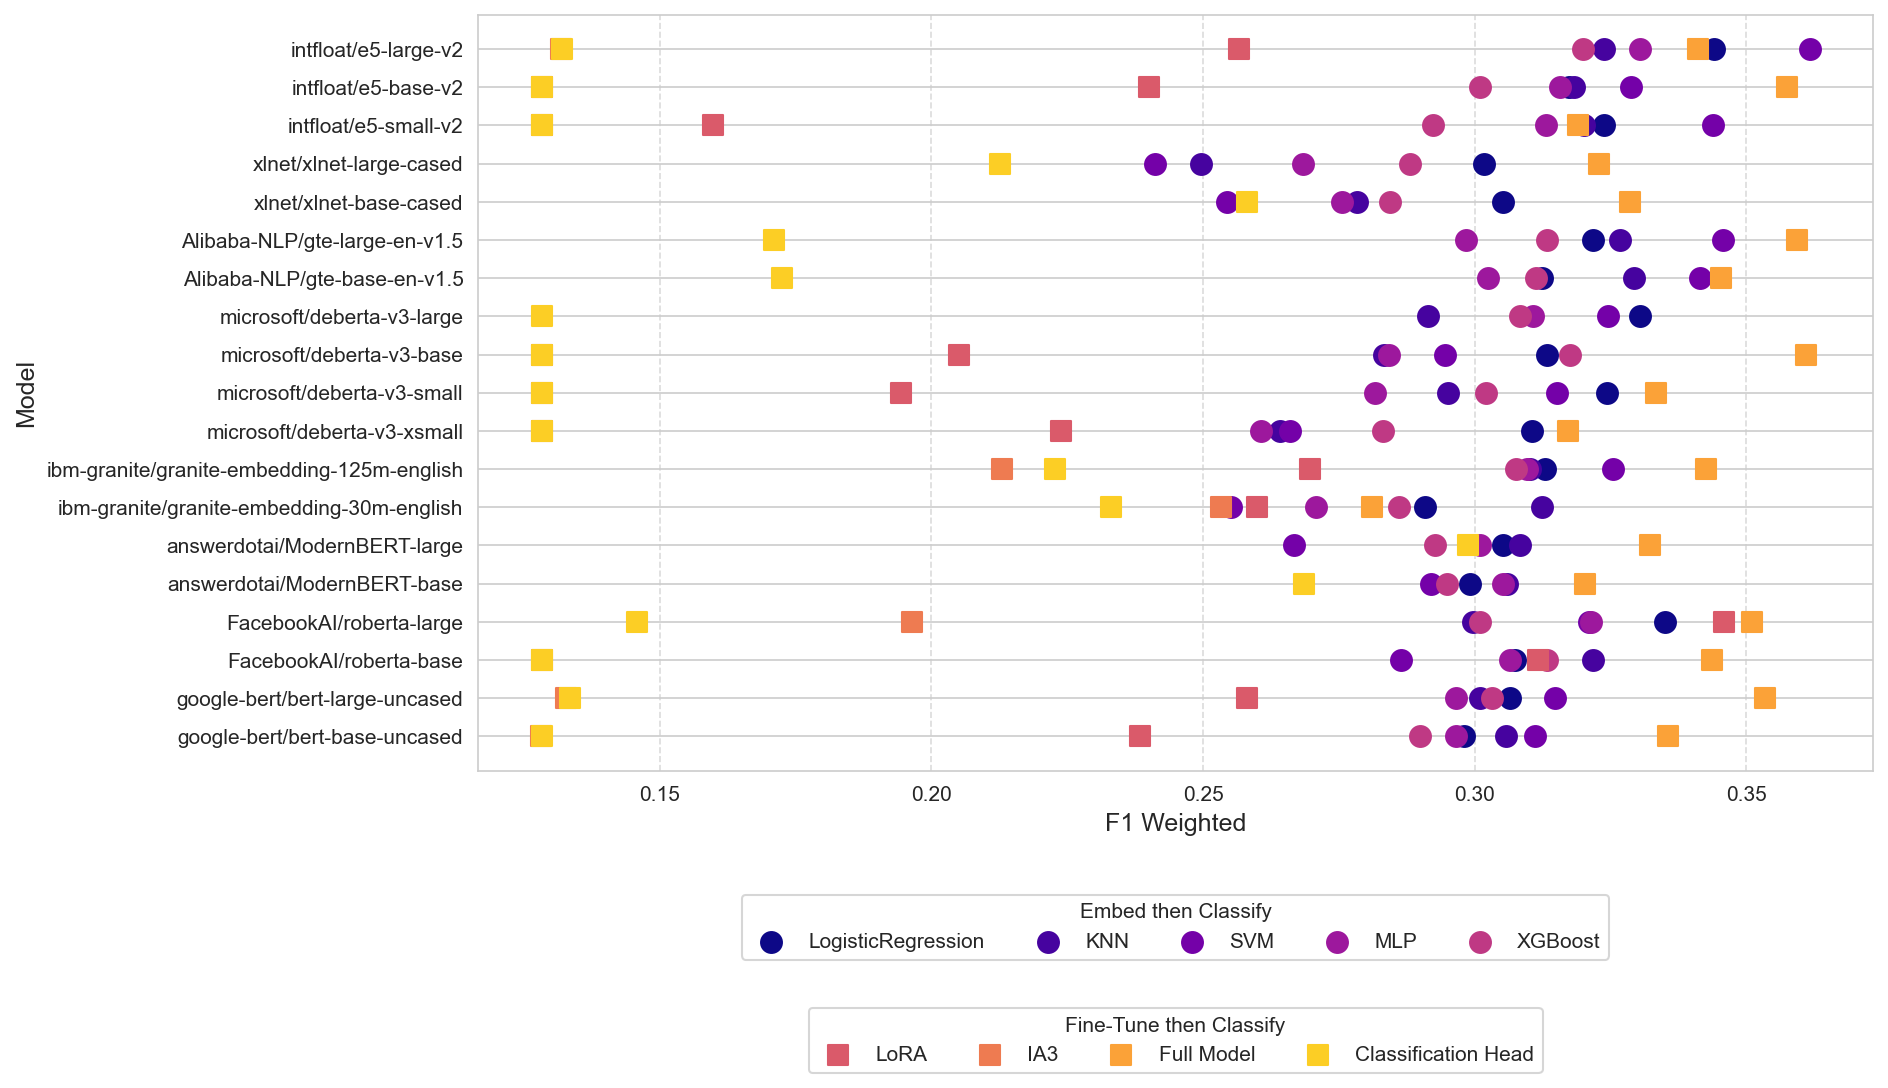 Model
intfloat/e5-large-v2
intfloat/e5-base-v2
intfloat/e5-small-v2
xlnet/xlnet-large-cased
xlnet/xlnet-base-cased
Alibaba-NLP/gte-large-en-v1.5
Alibaba-NLP/gte-base-en-v1.5
microsoft/deberta-v3-large
microsoft/deberta-v3-base
microsoft/deberta-v3-small
microsoft/deberta-v3-xsmall
ibm-granite/granite-embedding-125m-english
ibm-granite/granite-embedding-30m-english
answerdotai/ModernBERT-large
answerdotai/ModernBERT-base
FacebookAI/roberta-large
FacebookAI/roberta-base
google-bert/bert-large-uncased
google-bert/bert-base-uncased
0.15 0.20 0.25 0.30 0.35
F1 Weighted
Embed then Classify
LogisticRegression KNN SVM MLP XGBoost
Fine-Tune then Classify
LoRA IA3 Full Model Classification Head